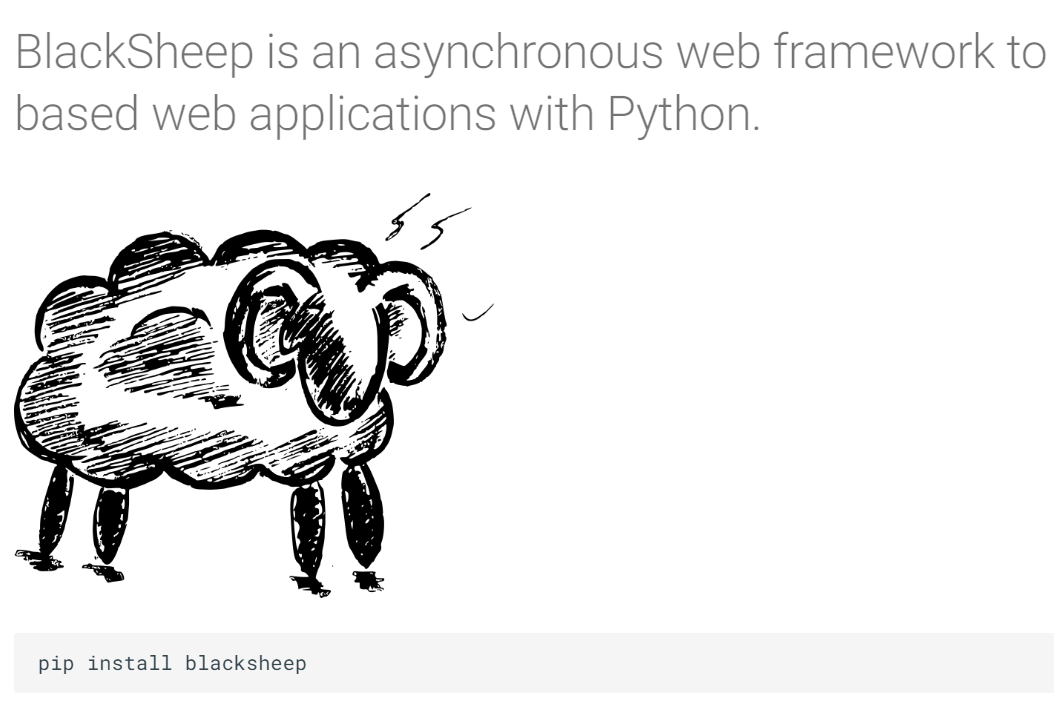 BlackSheep is an asynchronous web framework to
based web applications with Python.
pip install blacksheep